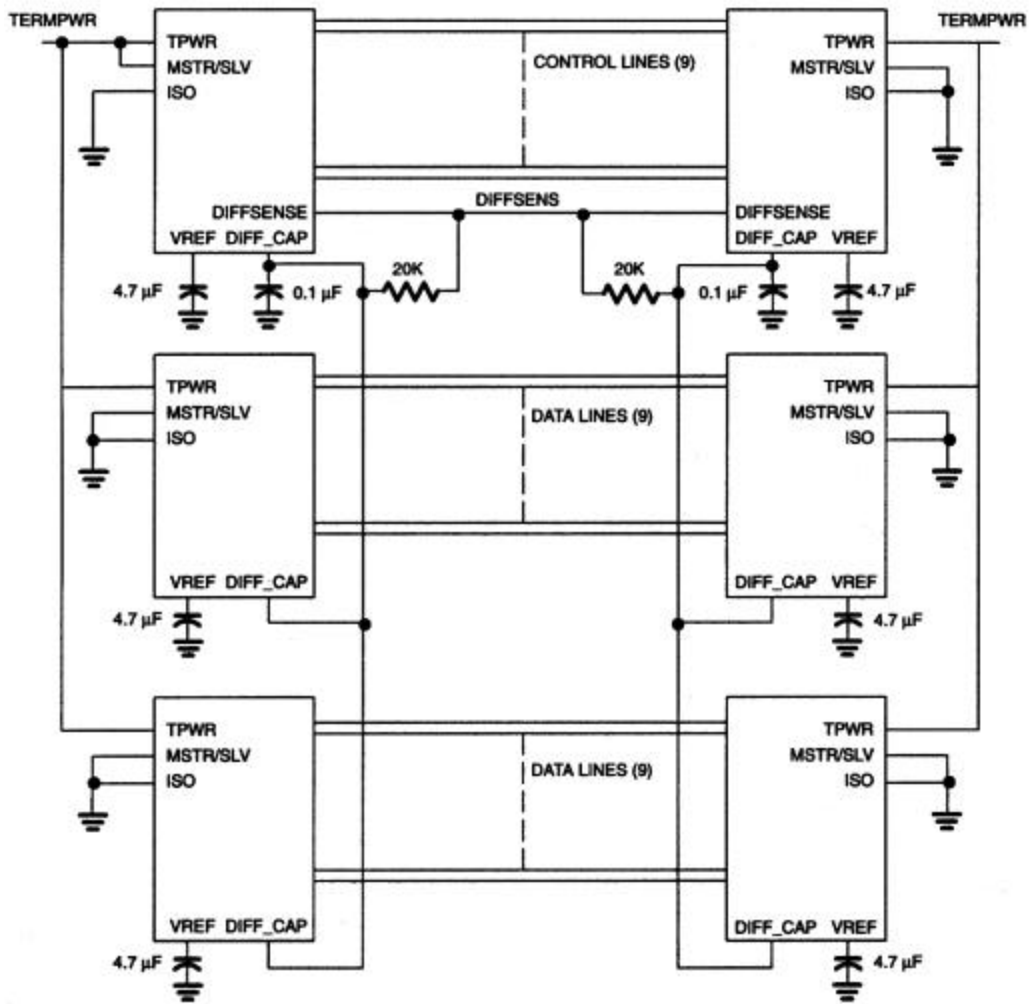 TERMPWR
TERMPWR
TPWR
MSTR/SLV
ISO
CONTROL LINES (9)
TPWR
MSTR/SLV
ISO
DIFFSENS
DIFFSENSE
DIFFSENSE
VREF DIFF_CAP
DIFF_CAP VREF
20K
20K
4.7 µF
0.1 µF
0.1 µF
4.7 µF
TPWR
MSTR/SLV
ISO
DATA LINES (9)
TPWR
MSTR/SLV
ISO
VREF DIFF_CAP
DIFF_CAP VREF
4.7 µF
4.7 µF
TPWR
MSTR/SLV
ISO
DATA LINES (9)
TPWR
MSTR/SLV
ISO
VREF DIFF_CAP
DIFF_CAP VREF
4.7 µF
4.7 µF